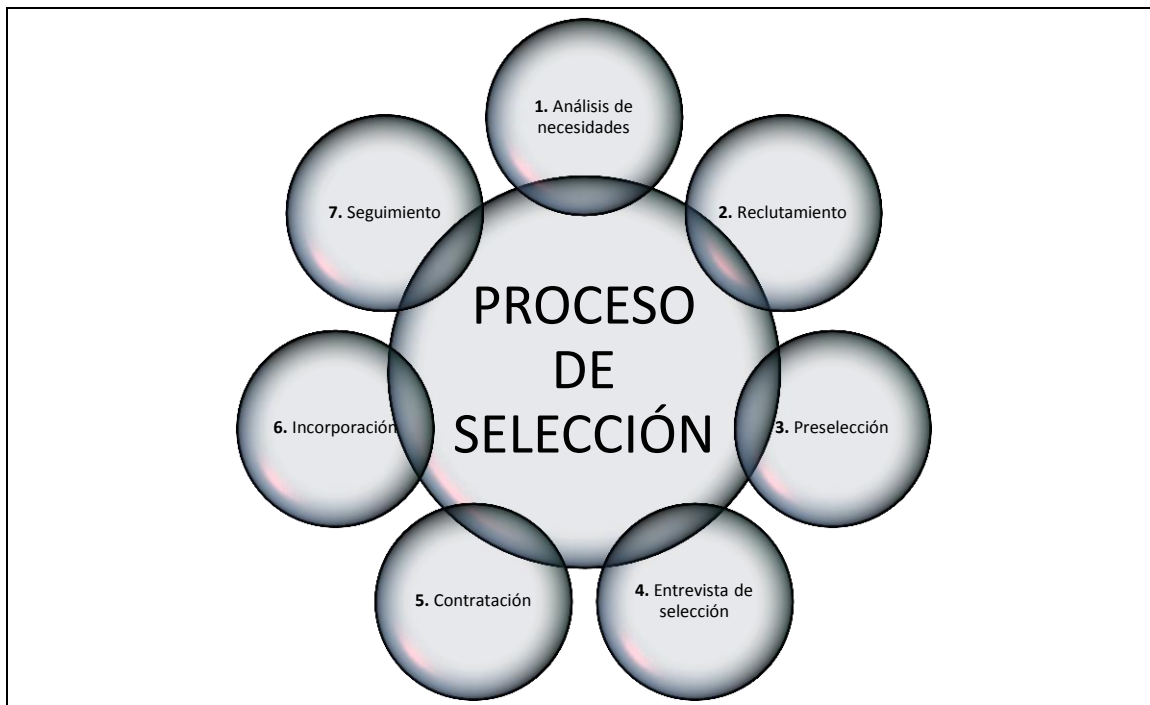 1. Análisis de
necesidades
2. Reclutamiento
3. Preselección
4. Entrevista de
selección
5. Contratación
6. Incorporación
7. Seguimiento
PROCESO
DE
SELECCIÓN